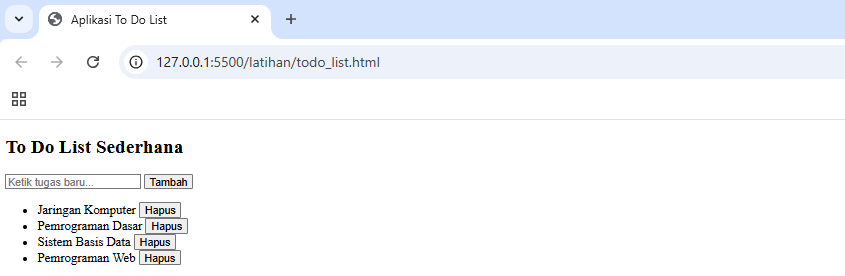 Aplikasi To Do List
127.0.0.1:5500/latihan/todo_list.html
To Do List Sederhana
Ketik tugas baru... Tambah
Jaringan Komputer Hapus
Pemrograman Dasar Hapus
Sistem Basis Data Hapus
Pemrograman Web Hapus